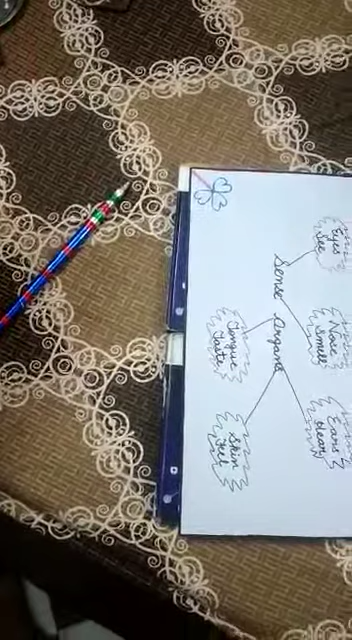 Eyes
See
Nose
Smell
Ears
Hear
Sense Organs
Tongue
Taste
Skin
Feel